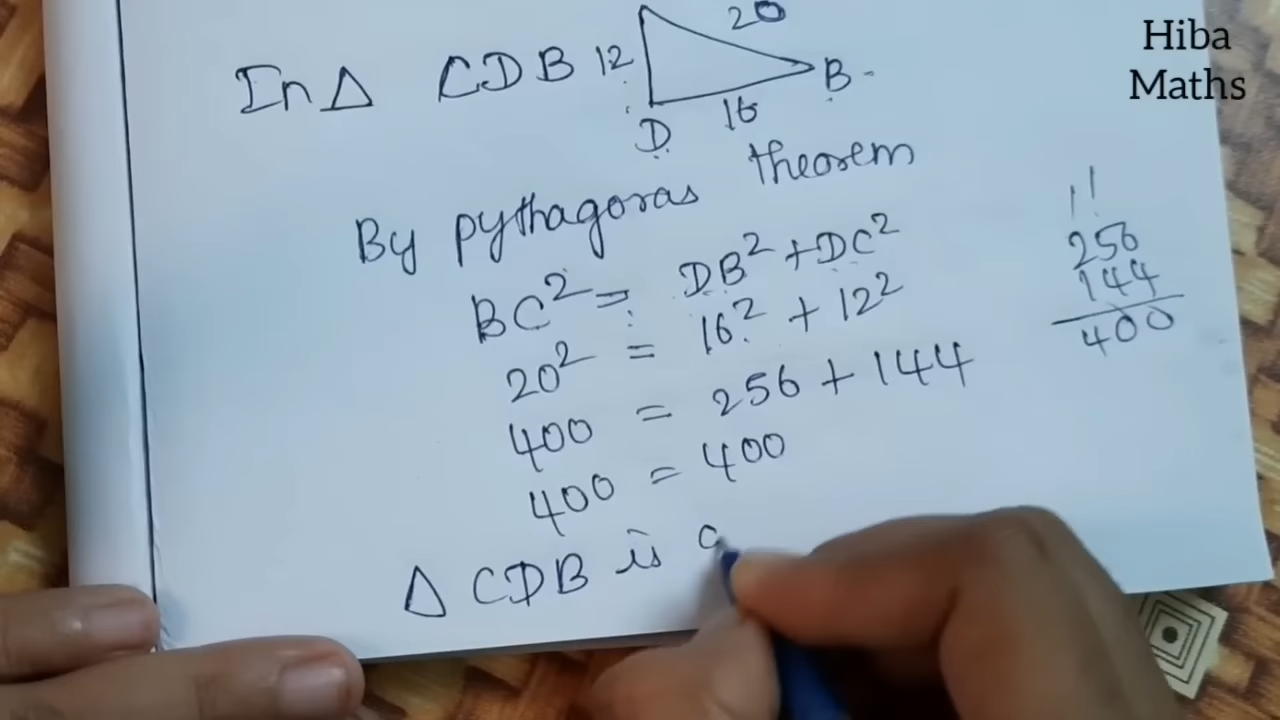 Hiba
Maths
In Δ CDB
12
20
B
16
D
By pythagoras theorem
BC² = DB² + DC²
20² = 16² + 12²
400 = 256 + 144
400 = 400
Δ CDB is a
11
256
144
400